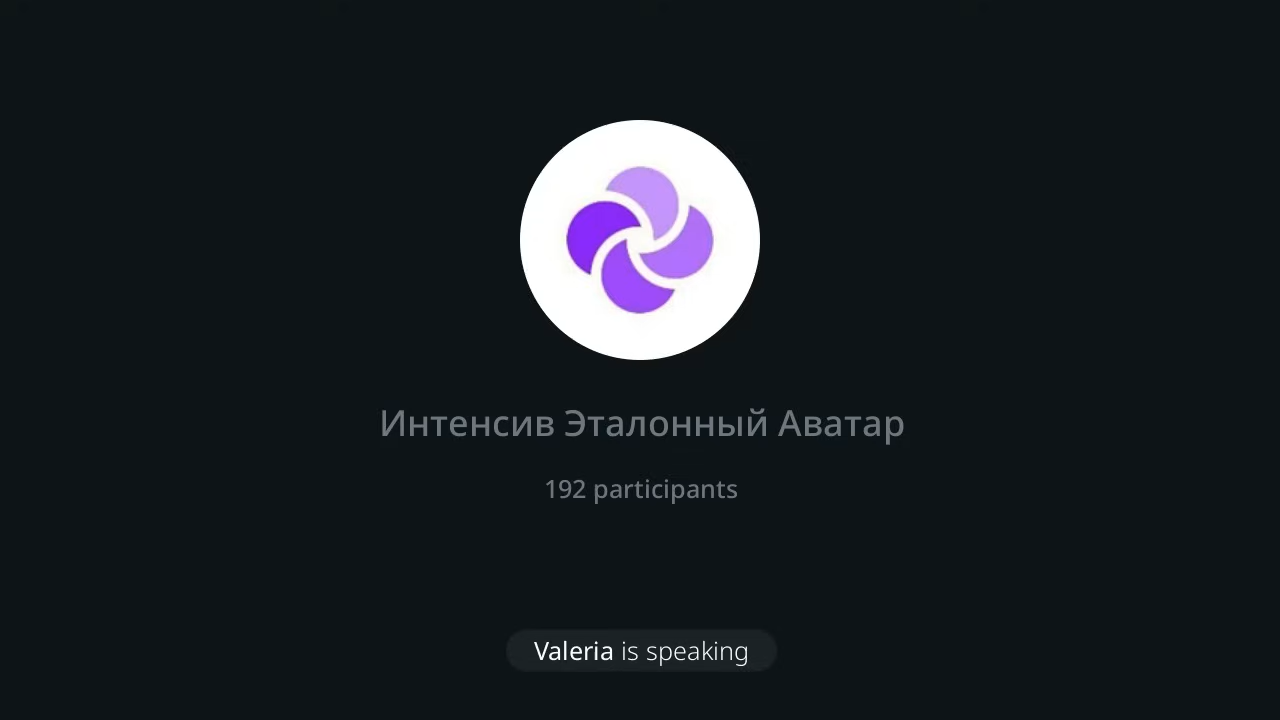 Интенсив Эталонный Аватар
192 participants
Valeria is speaking